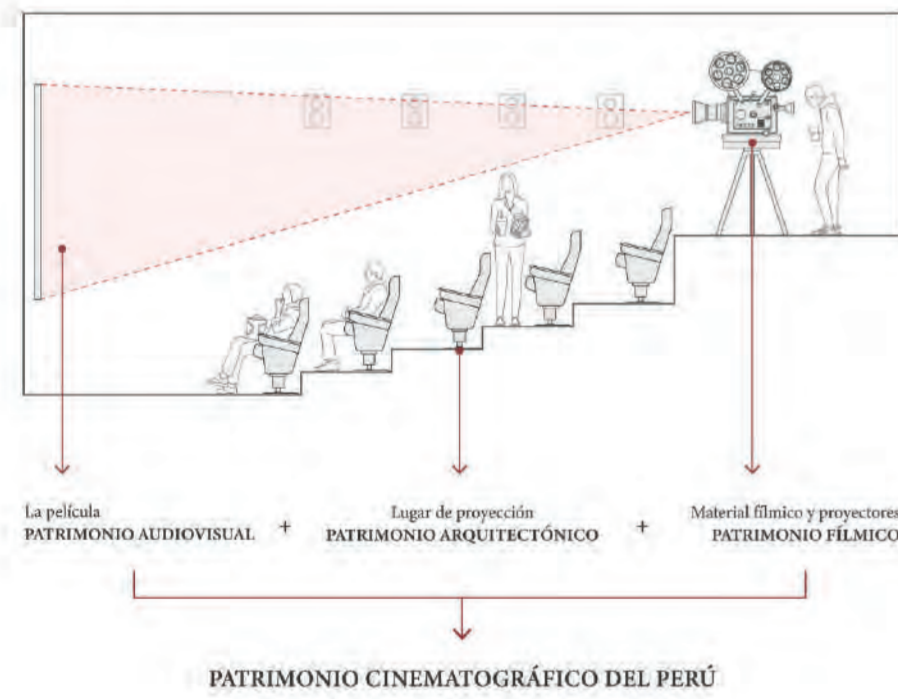 La película
PATRIMONIO AUDIOVISUAL
+
Lugar de proyección
PATRIMONIO ARQUITECTÓNICO
+
Material fílmico y proyectores
PATRIMONIO FÍLMICO
PATRIMONIO CINEMATOGRÁFICO DEL PERÚ